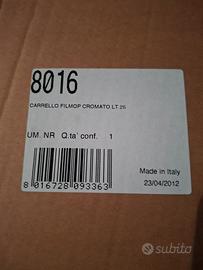 8016
CARRELLO FILMOP CROMATO LT.25
UM. NR Q.ta' conf. 1
Made in Italy
8 016728 093363
23/04/2012
subito